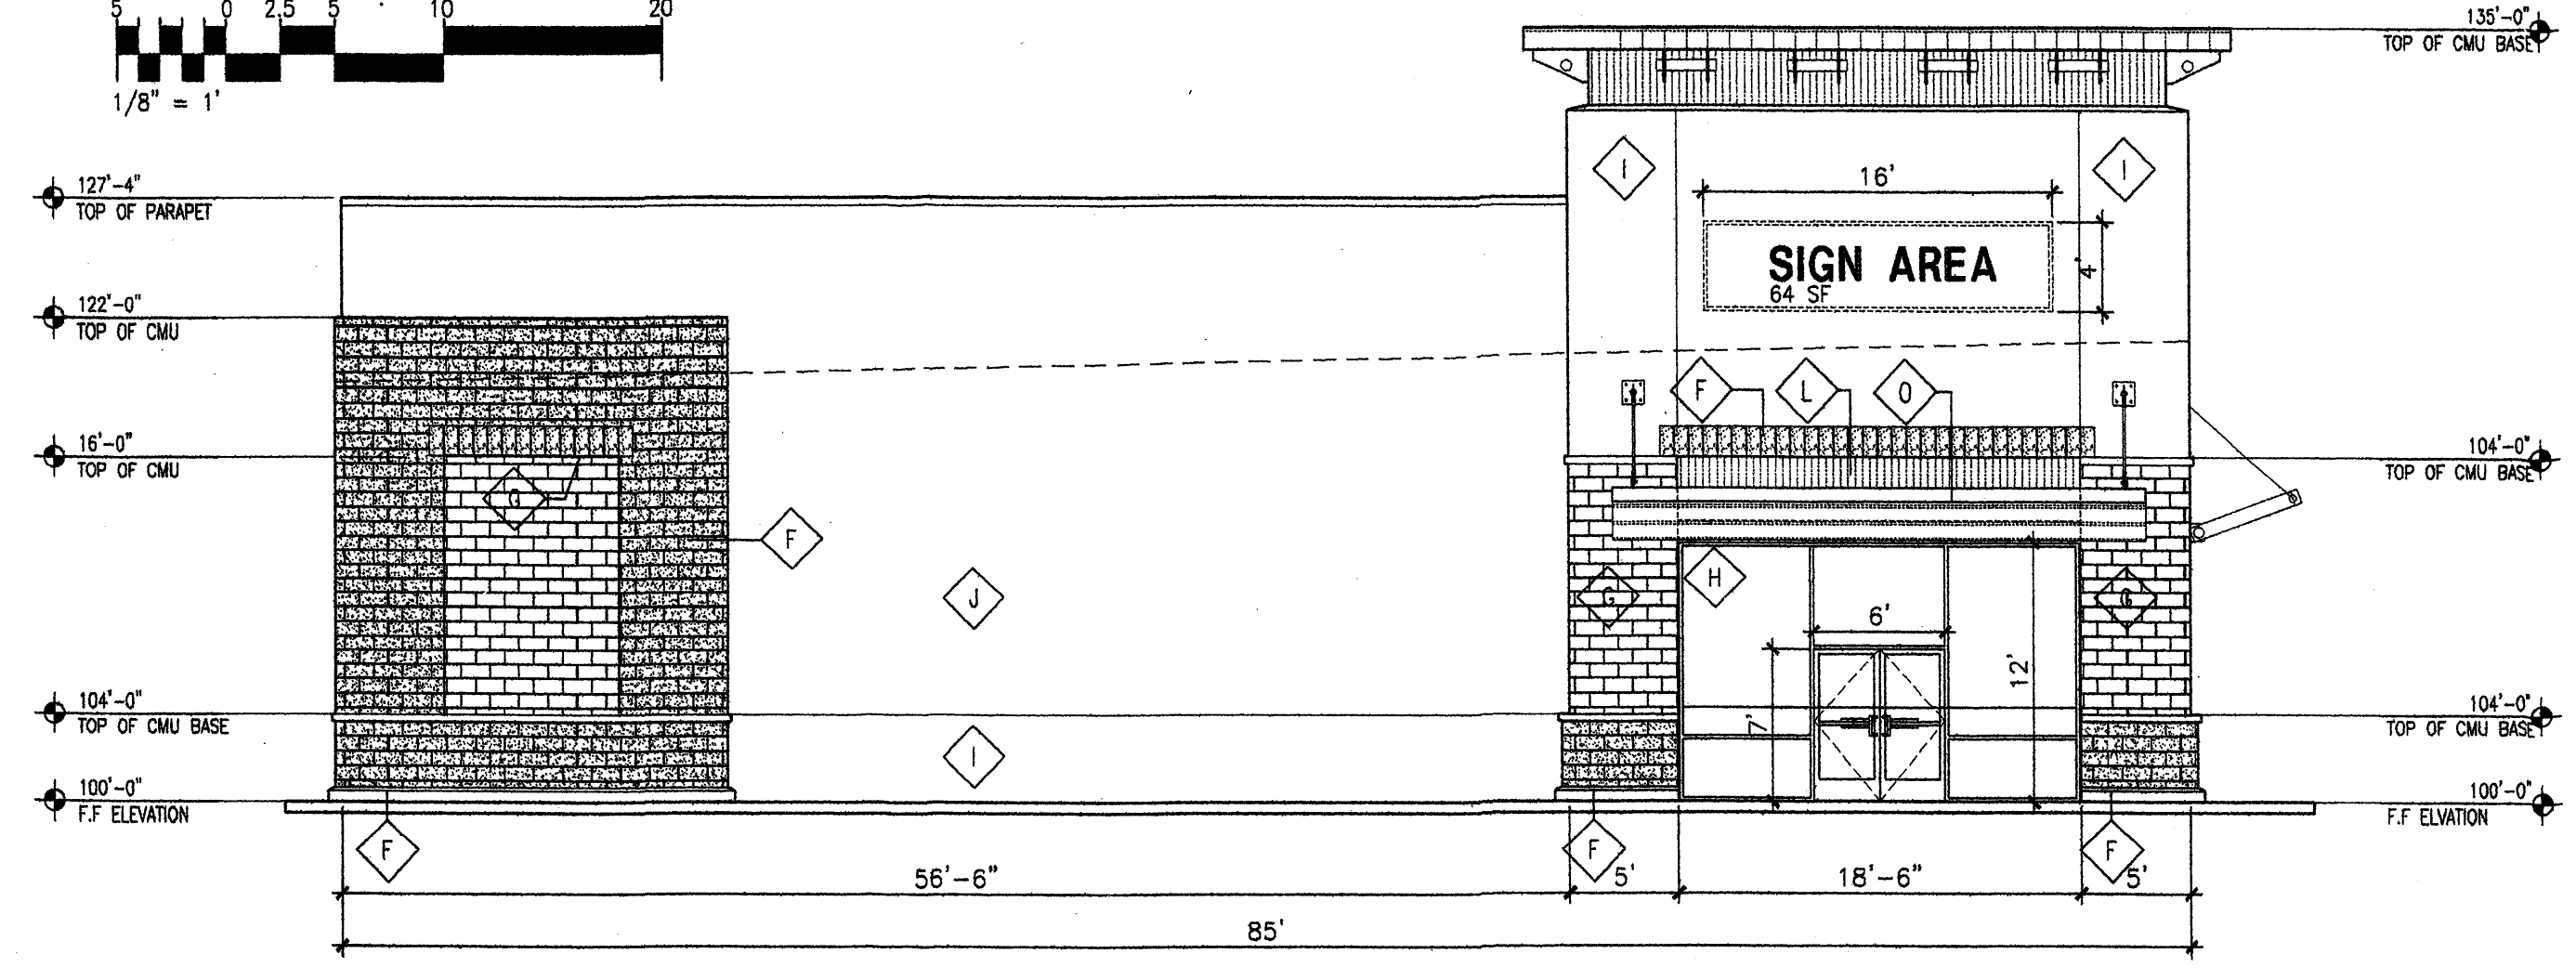 5 0 2.5 5 10 20
1/8" = 1'
135'-0"
TOP OF CMU BASE
127'-4"
TOP OF PARAPET
I
I
16'
SIGN AREA
64 SF
4'
122'-0"
TOP OF CMU
F
L
O
16'-0"
TOP OF CMU
104'-0"
TOP OF CMU BASE
Q
F
J
H
G
G
6'
12'
7'
104'-0"
TOP OF CMU BASE
104'-0"
TOP OF CMU BASE
I
100'-0"
F.F ELEVATION
100'-0"
F.F ELVATION
F
F
F
56'-6"
5'
18'-6"
5'
85'